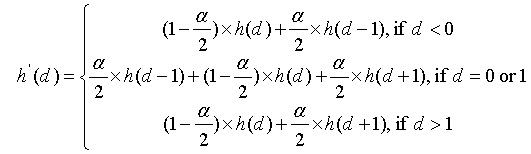 (1-α/2)×h(d)+α/2×h(d-1), if d <0
h'(d)={α/2×h(d-1)+(1-α/2)×h(d)+α/2×h(d+1), if d=0 or 1
(1-α/2)×h(d)+α/2×h(d+1), if d>1